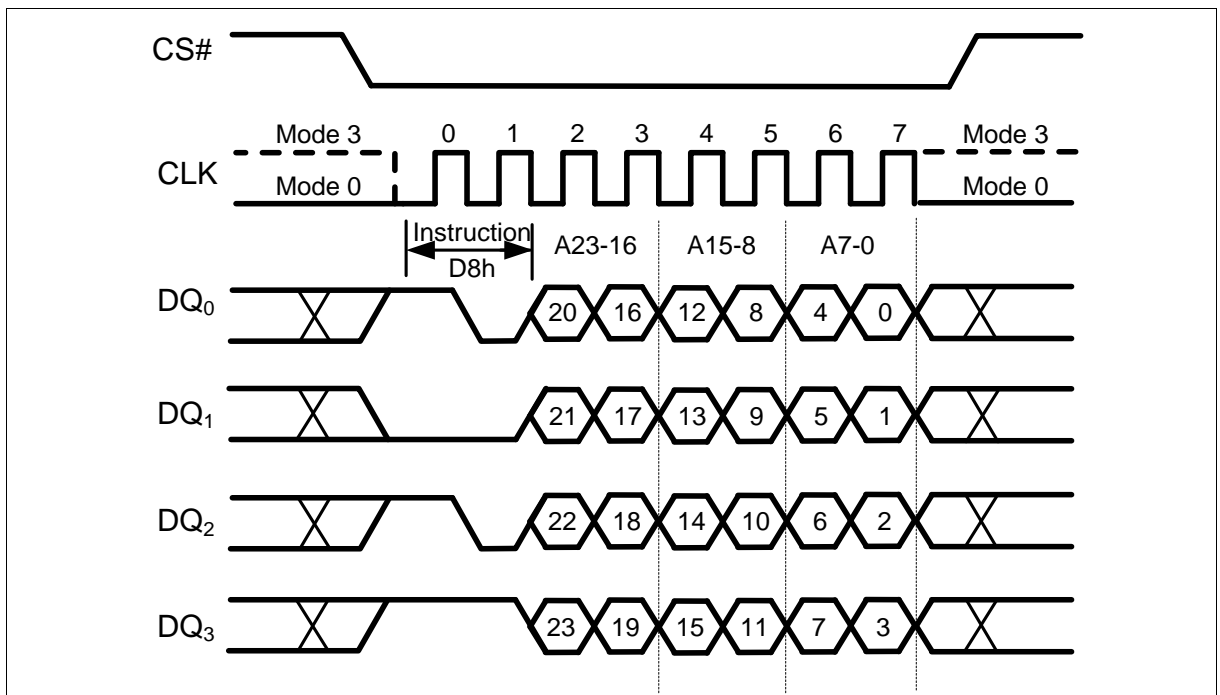 CS#
Mode 3 0 1 2 3 4 5 6 7 Mode 3
CLK
Mode 0 Mode 0
Instruction A23-16 A15-8 A7-0
D8h
DQ0 20 16 12 8 4 0
DQ1 21 17 13 9 5 1
DQ2 22 18 14 10 6 2
DQ3 23 19 15 11 7 3